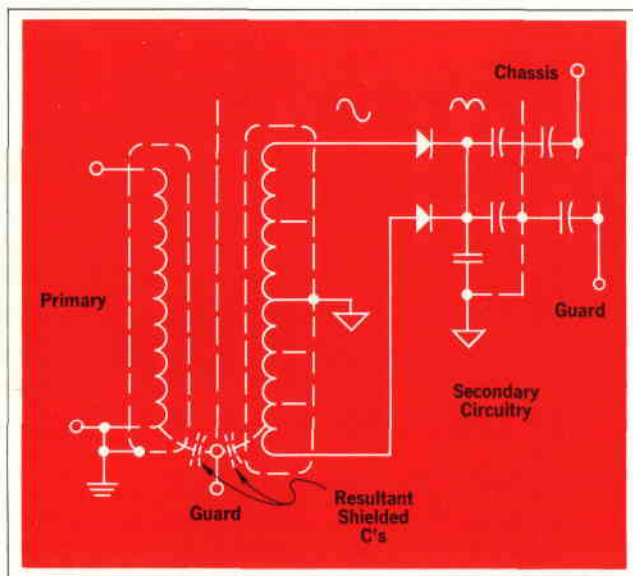 Chassis
Primary
Guard
Secondary
Circuitry
Guard
Resultant
Shielded
C's